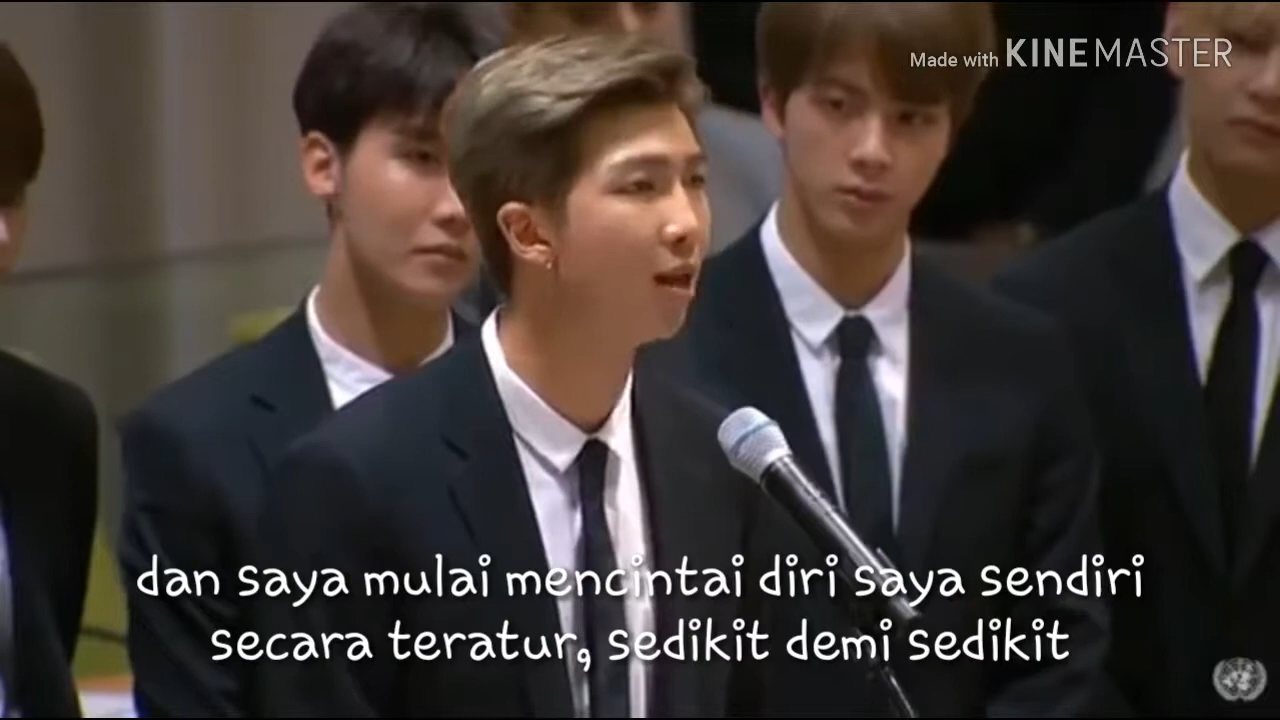 Made with KINEMASTER
dan saya mulai mencintai diri saya sendiri
secara teratur, sedikit demi sedikit